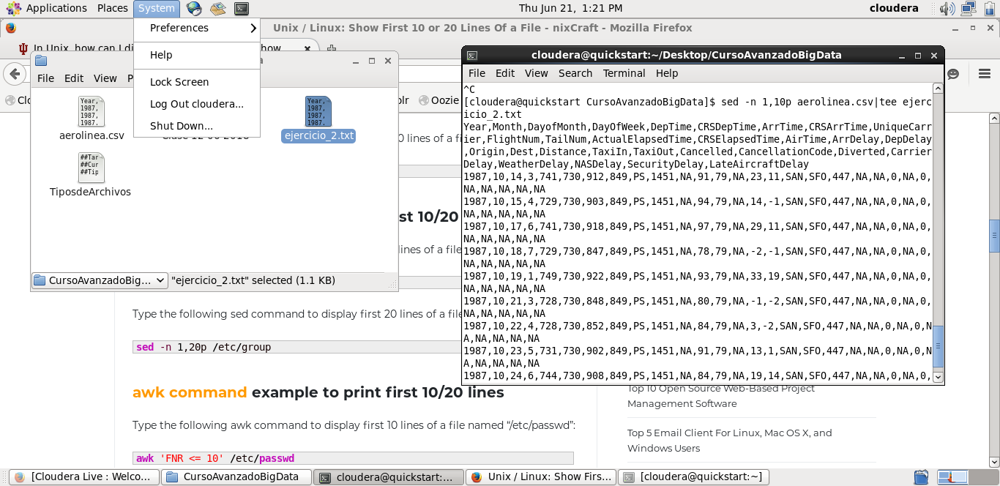 Applications Places System Thu Jun 21, 1:21 PM cloudera
Unix / Linux: Show First 10 or 20 Lines Of a File - nixCraft - Mozilla Firefox
Preferences
Help
Lock Screen
Log Out cloudera...
Shut Down...
In Unix, how can I di
how
File Edit View P
Clo
blr Oozie
Year,
1987,
1987,
1987,
aerolinea.csv
Clase 12-06-2018
Year,
1987,
1987,
1987,
ejercicio_2.txt
##Tar
##Cur
##Tip
TiposdeArchivos
CursoAvanzadoBig... "ejercicio_2.txt" selected (1.1 KB)
0 lines of a
st 10/20
lines of a file
Type the following sed command to display first 20 lines of a file
sed -n 1,20p /etc/group
awk command example to print first 10/20 lines
Type the following awk command to display first 10 lines of a file named “/etc/passwd”:
awk 'FNR <= 10' /etc/passwd
cloudera@quickstart:~/Desktop/CursoAvanzadoBigData
File Edit View Search Terminal Help
^C
[cloudera@quickstart CursoAvanzadoBigData]$ sed -n 1,10p aerolinea.csv|tee ejerc
icio_2.txt
Year,Month,DayofMonth,DayOfWeek,DepTime,CRSDepTime,ArrTime,CRSArrTime,UniqueCarr
ier,FlightNum,TailNum,ActualElapsedTime,CRSElapsedTime,AirTime,ArrDelay,DepDelay
,Origin,Dest,Distance,TaxiIn,TaxiOut,Cancelled,CancellationCode,Diverted,Carrier
Delay,WeatherDelay,NASDelay,SecurityDelay,LateAircraftDelay
1987,10,14,3,741,730,912,849,PS,1451,NA,91,79,NA,23,11,SAN,SFO,447,NA,NA,0,NA,0,
NA,NA,NA,NA,NA
1987,10,15,4,729,730,903,849,PS,1451,NA,94,79,NA,14,-1,SAN,SFO,447,NA,NA,0,NA,0,
NA,NA,NA,NA,NA
1987,10,17,6,741,730,918,849,PS,1451,NA,97,79,NA,29,11,SAN,SFO,447,NA,NA,0,NA,0,
NA,NA,NA,NA,NA
1987,10,18,7,729,730,847,849,PS,1451,NA,78,79,NA,-2,-1,SAN,SFO,447,NA,NA,0,NA,0,
NA,NA,NA,NA,NA
1987,10,19,1,749,730,922,849,PS,1451,NA,93,79,NA,33,19,SAN,SFO,447,NA,NA,0,NA,0,
NA,NA,NA,NA,NA
1987,10,21,3,728,730,848,849,PS,1451,NA,80,79,NA,-1,-2,SAN,SFO,447,NA,NA,0,NA,0,
NA,NA,NA,NA,NA
1987,10,22,4,728,730,852,849,PS,1451,NA,84,79,NA,3,-2,SAN,SFO,447,NA,NA,0,NA,0,N
A,NA,NA,NA,NA
1987,10,23,5,731,730,902,849,PS,1451,NA,91,79,NA,13,1,SAN,SFO,447,NA,NA,0,NA,0,N
A,NA,NA,NA,NA
1987,10,24,6,744,730,908,849,PS,1451,NA,84,79,NA,19,14,SAN,SFO,447,NA,NA,0,NA,0,
Top 10 Open Source Web-Based Project
Management Software
Top 5 Email Client For Linux, Mac OS X, and
Windows Users
[Cloudera Live : Welco... CursoAvanzadoBigData cloudera@quickstart:... Unix / Linux: Show Firs... [cloudera@quickstart:~]